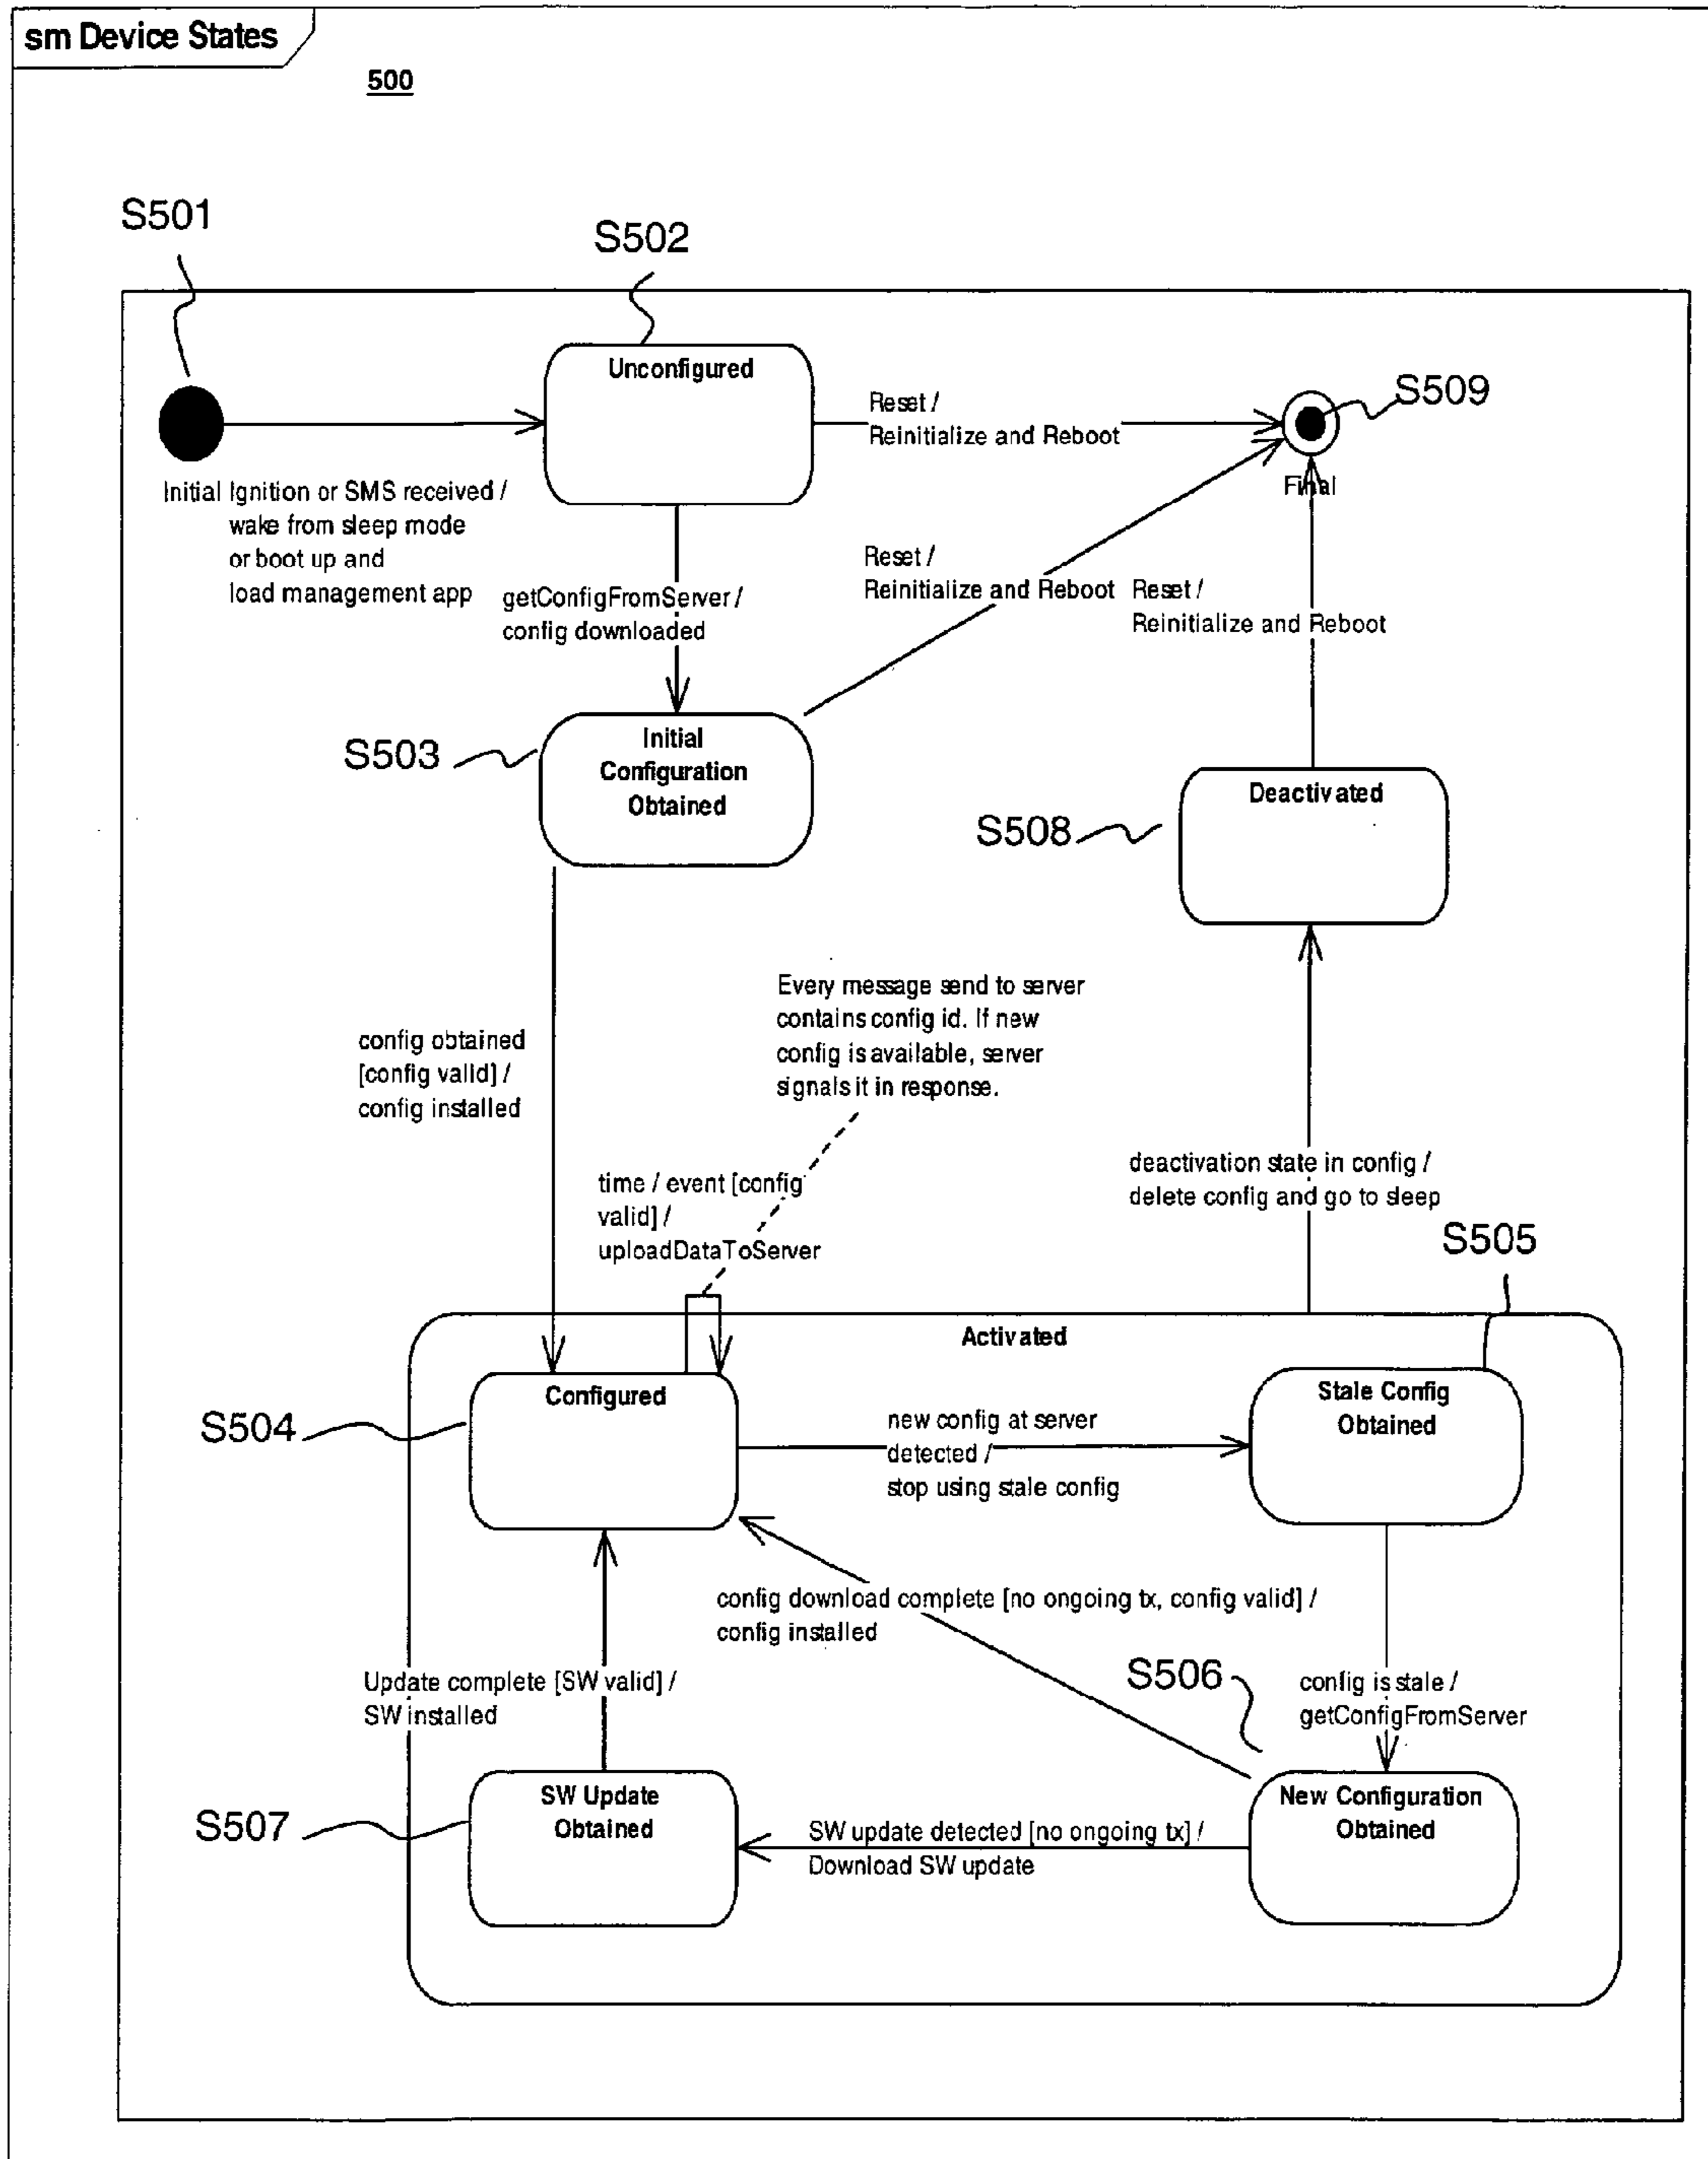 sm Device States
500
S501
S502
Unconfigured
Reset /
Reinitialize and Reboot
S509
Final
Initial Ignition or SMS received /
wake from sleep mode
or boot up and
load management app
getConfigFromServer /
config downloaded
Reset /
Reinitialize and Reboot
Reset /
Reinitialize and Reboot
S503
Initial
Configuration
Obtained
Deactivated
S508
config obtained
[config valid] /
config installed
Every message send to server
contains config id. If new
config is available, server
signals it in response.
time / event [config
valid] /
uploadDataToServer
deactivation state in config /
delete config and go to sleep
S505
Activated
S504
Configured
new config at server
detected /
stop using stale config
Stale Config
Obtained
config download complete [no ongoing tx, config valid] /
config installed
Update complete [SW valid] /
SW installed
S506
config is stale /
getConfigFromServer
S507
SW Update
Obtained
SW update detected [no ongoing tx] /
Download SW update
New Configuration
Obtained